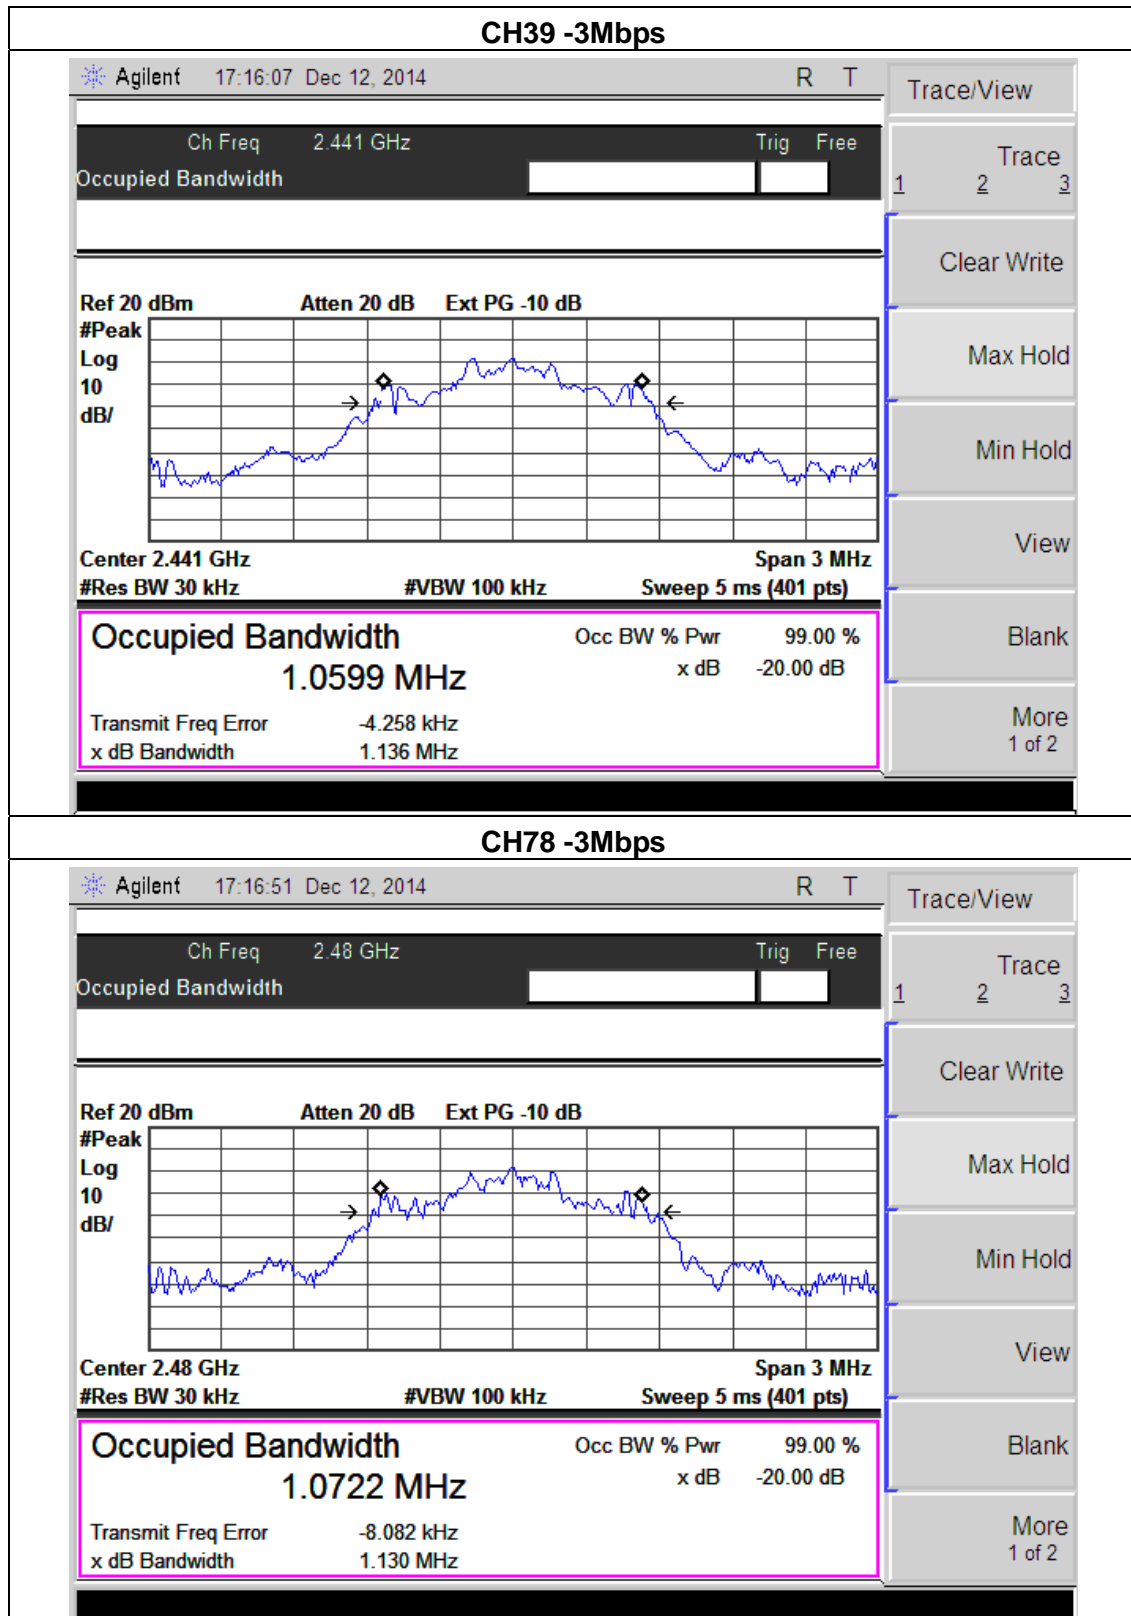 CH39 -3Mbps
Agilent 17:16:07 Dec 12, 2014 R T
Trace/View
Ch Freq 2.441 GHz Trig Free
Occupied Bandwidth
Trace
1 2 3
Clear Write
Ref 20 dBm Atten 20 dB Ext PG -10 dB
#Peak
Log
10
dB/
Max Hold
Min Hold
View
Center 2.441 GHz Span 3 MHz
#Res BW 30 kHz #VBW 100 kHz Sweep 5 ms (401 pts)
Occupied Bandwidth Occ BW % Pwr 99.00 %
1.0599 MHz x dB -20.00 dB
Blank
Transmit Freq Error -4.258 kHz
x dB Bandwidth 1.136 MHz
More
1 of 2
CH78 -3Mbps
Agilent 17:16:51 Dec 12, 2014 R T
Trace/View
Ch Freq 2.48 GHz Trig Free
Occupied Bandwidth
Trace
1 2 3
Clear Write
Ref 20 dBm Atten 20 dB Ext PG -10 dB
#Peak
Log
10
dB/
Max Hold
Min Hold
View
Center 2.48 GHz Span 3 MHz
#Res BW 30 kHz #VBW 100 kHz Sweep 5 ms (401 pts)
Occupied Bandwidth Occ BW % Pwr 99.00 %
1.0722 MHz x dB -20.00 dB
Blank
Transmit Freq Error -8.082 kHz
x dB Bandwidth 1.130 MHz
More
1 of 2